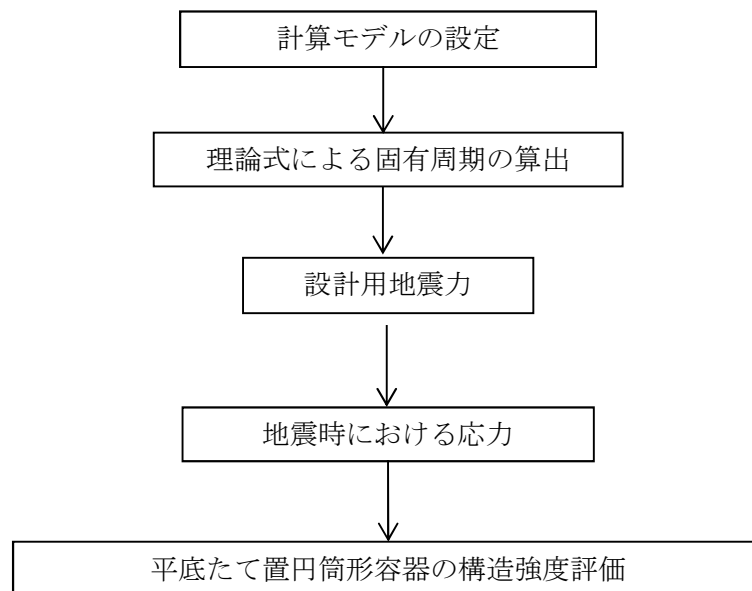 計算モデルの設定
理論式による固有周期の算出
設計用地震力
地震時における応力
平底たて置円筒形容器の構造強度評価